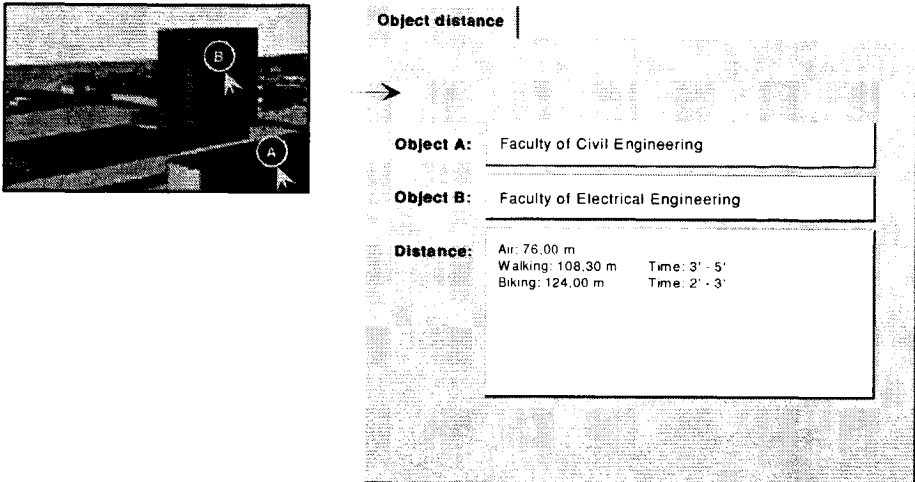 B
A
Object distance
Object A: Faculty of Civil Engineering
Object B: Faculty of Electrical Engineering
Distance: Air: 76,00 m
Walking: 108,30 m Time: 3' - 5'
Biking: 124,00 m Time: 2' - 3'